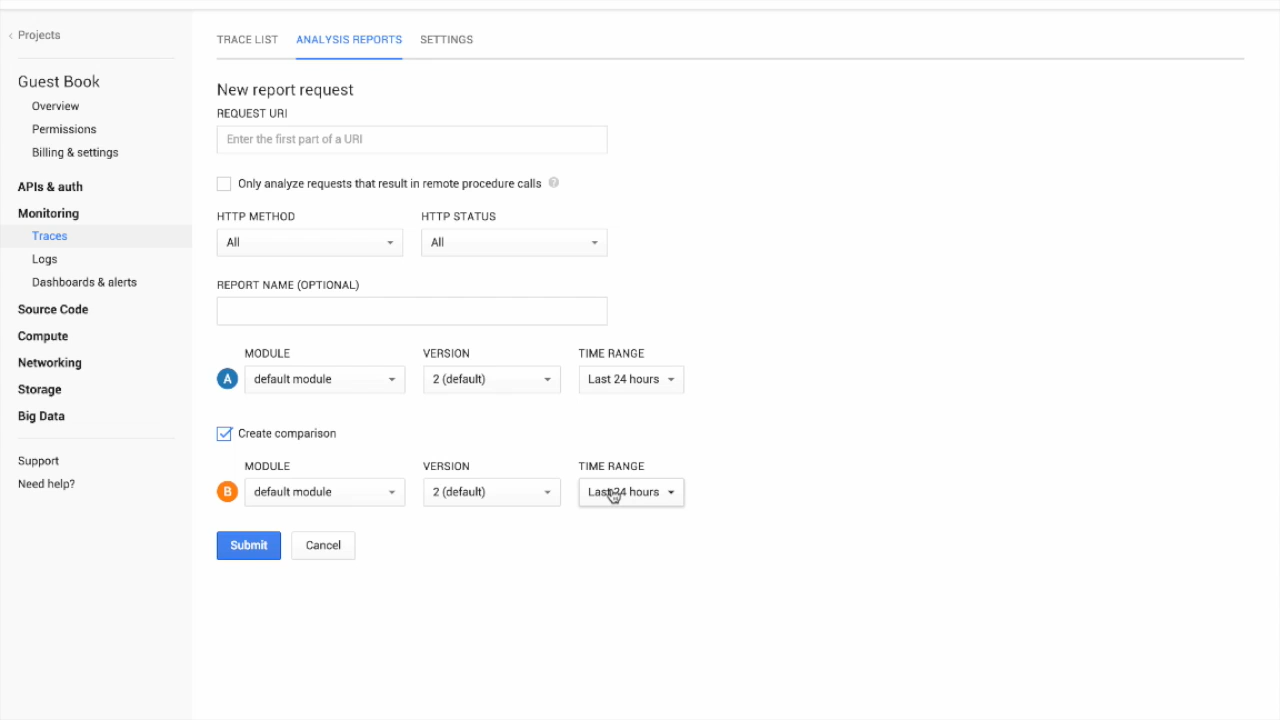 Projects
Guest Book
Overview
Permissions
Billing & settings
APIs & auth
Monitoring
Traces
Logs
Dashboards & alerts
Source Code
Compute
Networking
Storage
Big Data
Support
Need help?
TRACE LIST ANALYSIS REPORTS SETTINGS
New report request
REQUEST URI
Enter the first part of a URI
Only analyze requests that result in remote procedure calls ?
HTTP METHOD HTTP STATUS
All All
REPORT NAME (OPTIONAL)
MODULE VERSION TIME RANGE
A default module 2 (default) Last 24 hours
Create comparison
MODULE VERSION TIME RANGE
B default module 2 (default) Last 24 hours
Submit Cancel